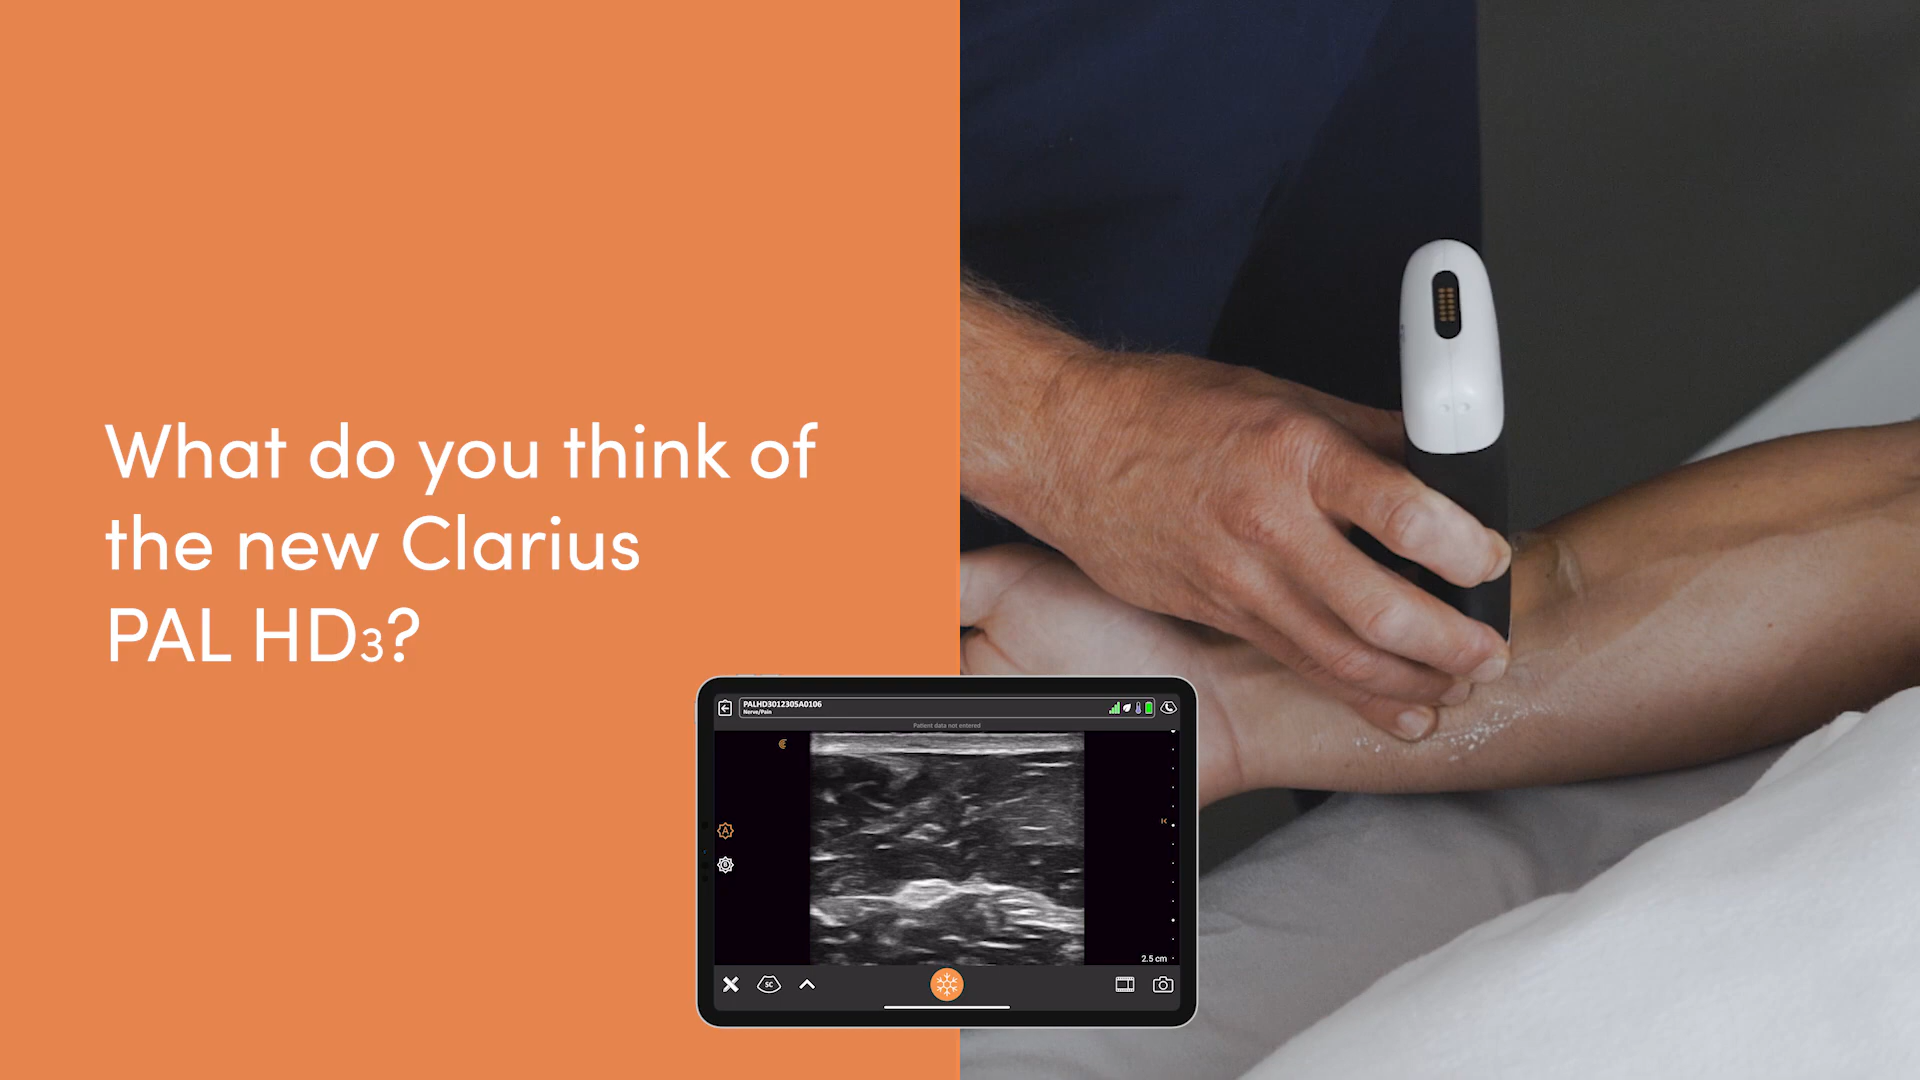 What do you think of
the new Clarius
PAL HD3?
PALHD3012305A0106
Nerve/Pain
Patient data not entered
A
2.5 cm
SC